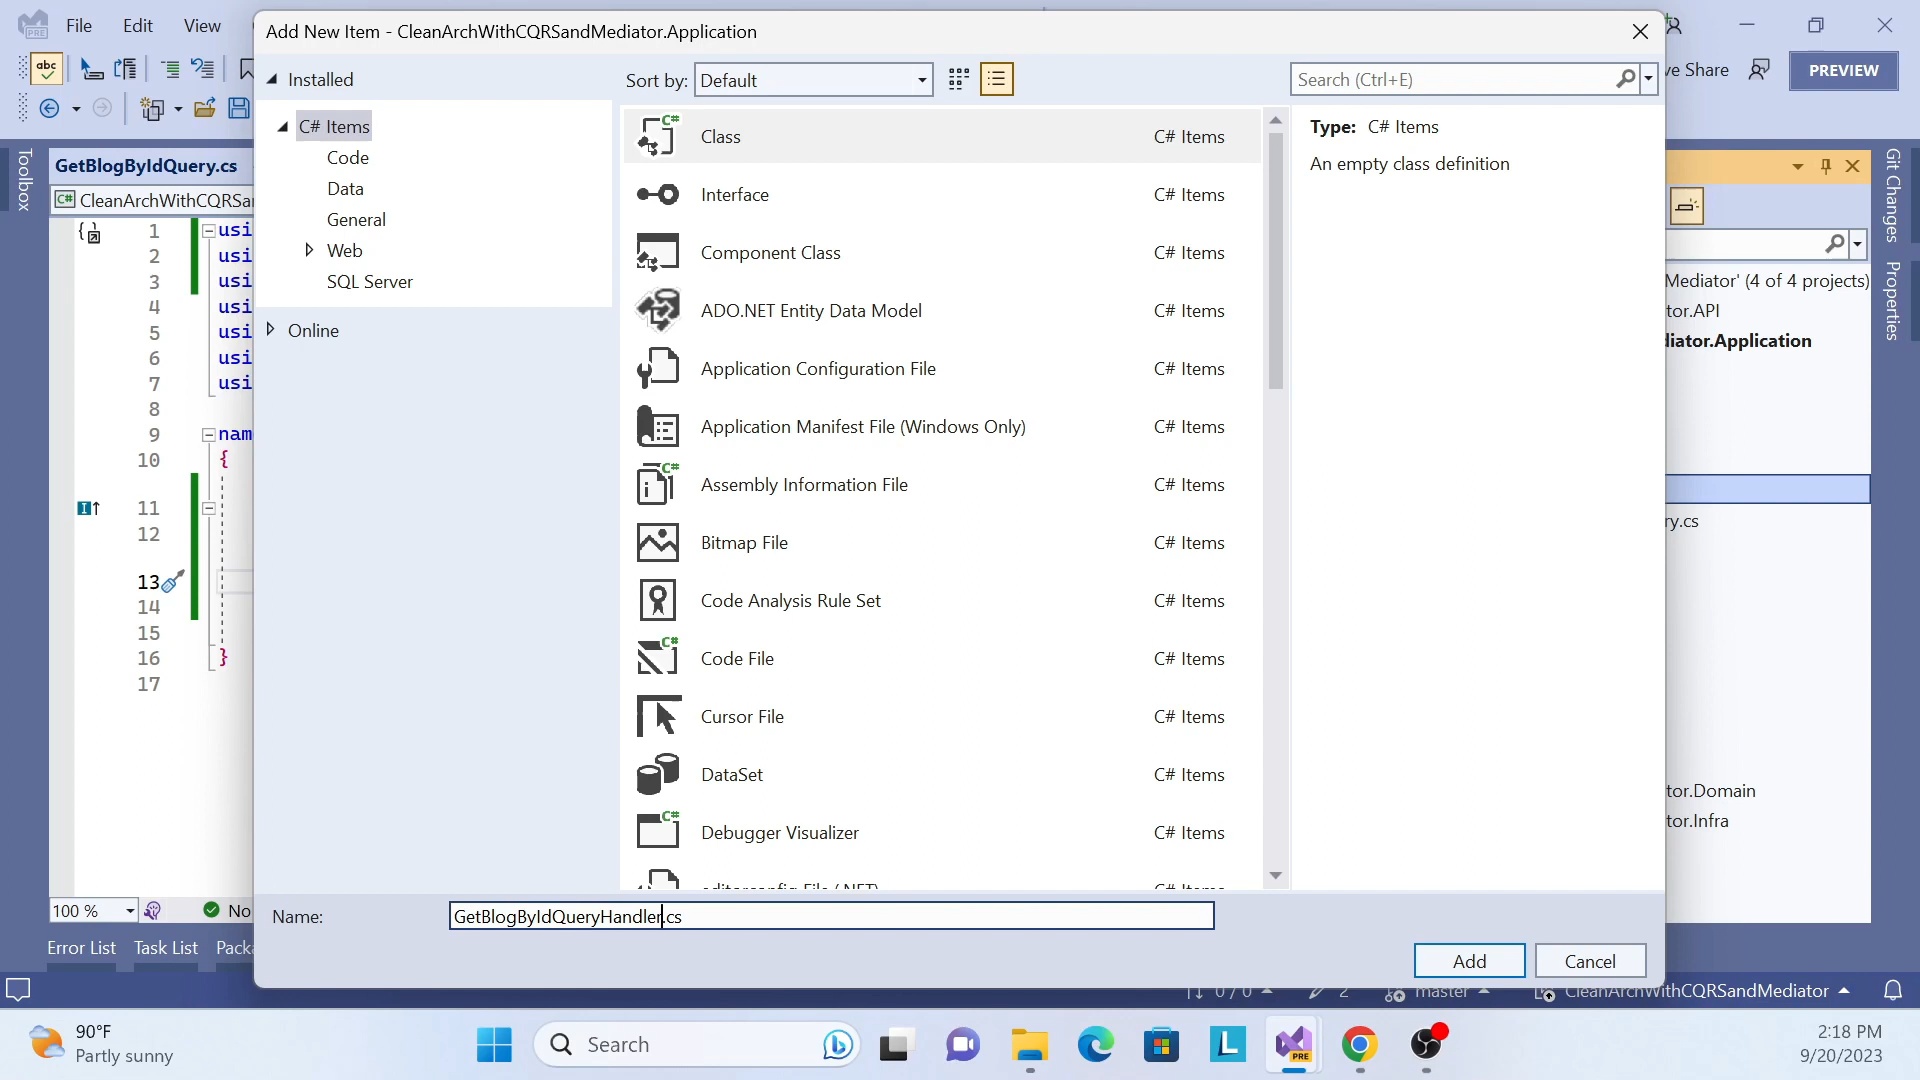 File Edit View
Add New Item - CleanArchWithCQRSandMediator.Application
Installed
Sort by: Default
Search (Ctrl+E)
ve Share
PREVIEW
C# Items
Code
Data
General
Web
SQL Server
Online
Class C# Items
Interface C# Items
Component Class C# Items
ADO.NET Entity Data Model C# Items
Application Configuration File C# Items
Application Manifest File (Windows Only) C# Items
Assembly Information File C# Items
Bitmap File C# Items
Code Analysis Rule Set C# Items
Code File C# Items
Cursor File C# Items
DataSet C# Items
Debugger Visualizer C# Items
Type: C# Items
An empty class definition
Toolbox
GetBlogByIdQuery.cs
CleanArchWithCQRSa
1 usi
2 usi
3 usi
4 usi
5 usi
6 usi
7 usi
8
9 nam
10 {
11
12
13
14
15
16 }
17
Mediator' (4 of 4 projects)
tor.API
diator.Application
ry.cs
tor.Domain
tor.Infra
Git Changes
Properties
100 % No
Error List Task List Packa
Name: GetBlogByIdQueryHandler.cs
Add Cancel
0 / 0 2 master CleanArchWithCQRSandMediator
90°F
Partly sunny
Search
2:18 PM
9/20/2023